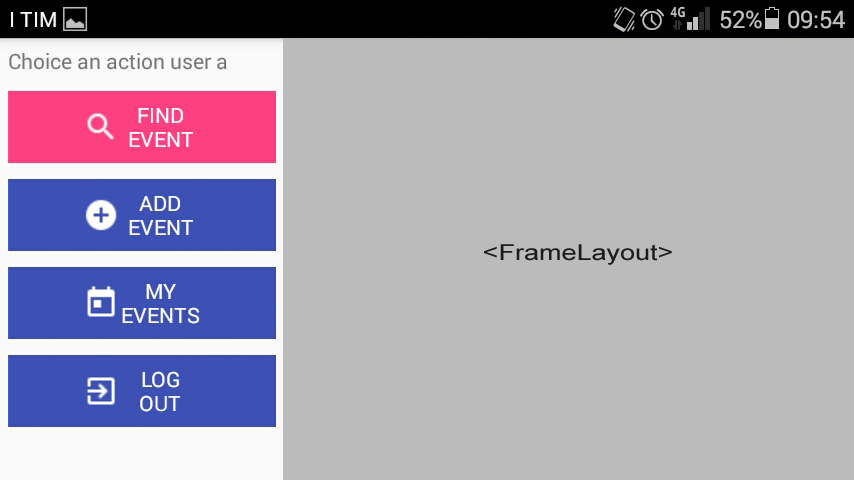 I TIM 4G 52% 09:54
Choice an action user a
FIND
EVENT
ADD
EVENT
<FrameLayout>
MY
EVENTS
LOG
OUT